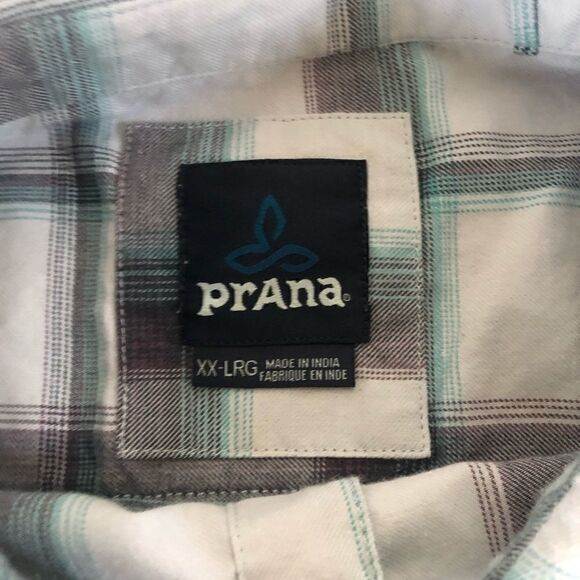 prAna®
XX-LRG
MADE IN INDIA
FABRIQUE EN INDE